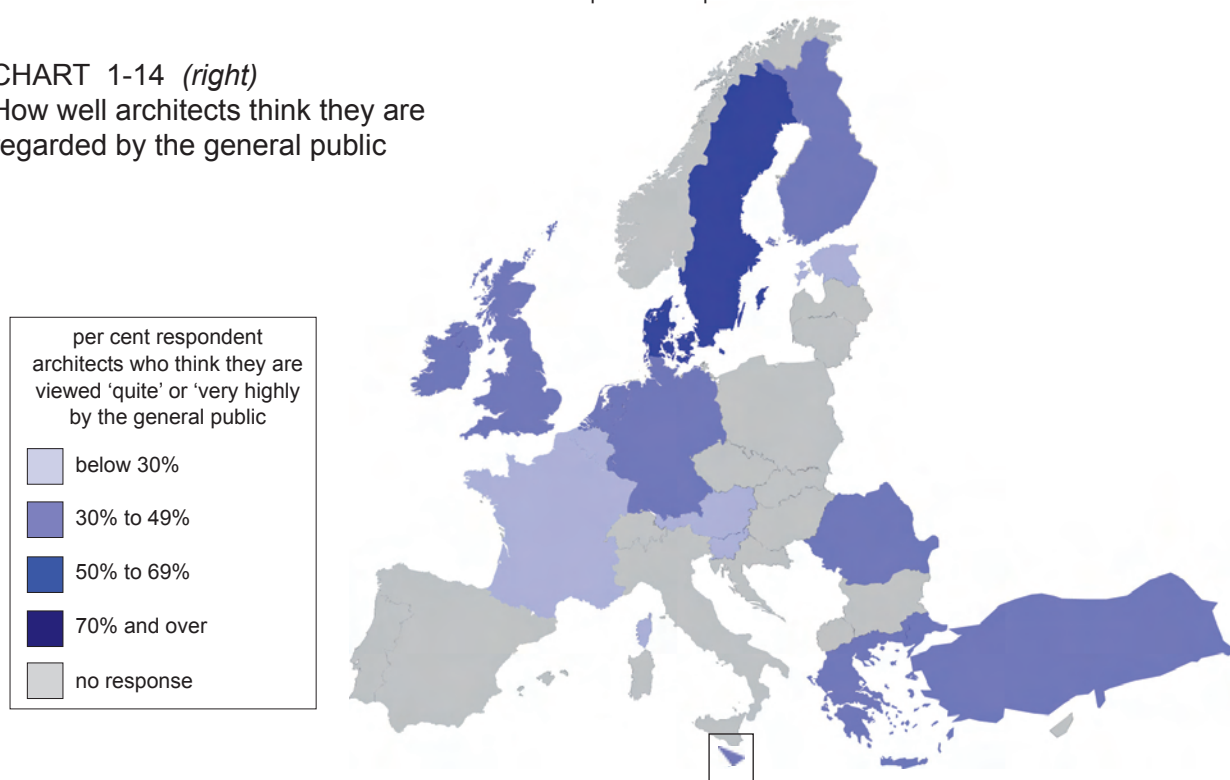 CHART 1-14 (right)
How well architects think they are
regarded by the general public
per cent respondent
architects who think they are
viewed ‘quite’ or ‘very highly
by the general public
below 30%
30% to 49%
50% to 69%
70% and over
no response